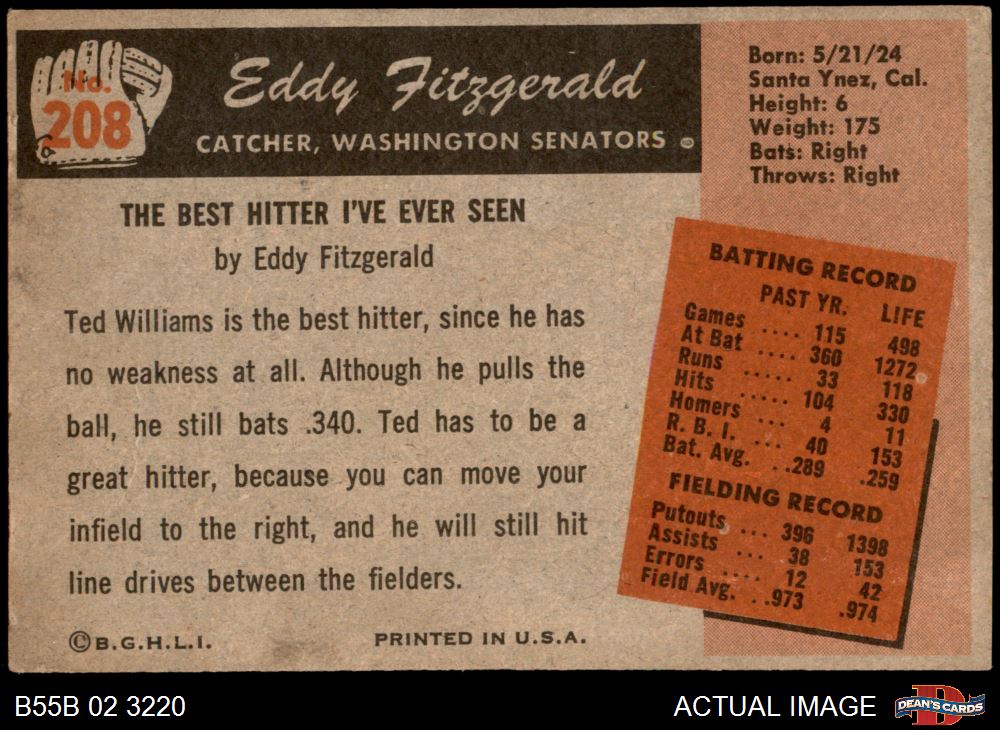 No.
208
Eddy Fitzgerald
CATCHER, WASHINGTON SENATORS
THE BEST HITTER I'VE EVER SEEN
by Eddy Fitzgerald
Ted Williams is the best hitter, since he has
no weakness at all. Although he pulls the
ball, he still bats .340. Ted has to be a
great hitter, because you can move your
infield to the right, and he will still hit
line drives between the fielders.
©B.G.H.L.I.
PRINTED IN U.S.A.
Born: 5/21/24
Santa Ynez, Cal.
Height: 6
Weight: 175
Bats: Right
Throws: Right
BATTING RECORD
PAST YR. LIFE
Games .... 115 498
At Bat .... 360 1272
Runs ..... 33 118
Hits ..... 104 330
Homers .... 4 11
R. B. I. ... 40 153
Bat. Avg. ..289 .259
FIELDING RECORD
Putouts ... 396 1398
Assists ... 38 153
Errors .... 12 42
Field Avg. ..973 .974
B55B 02 3220
ACTUAL IMAGE
D
DEAN'S CARDS